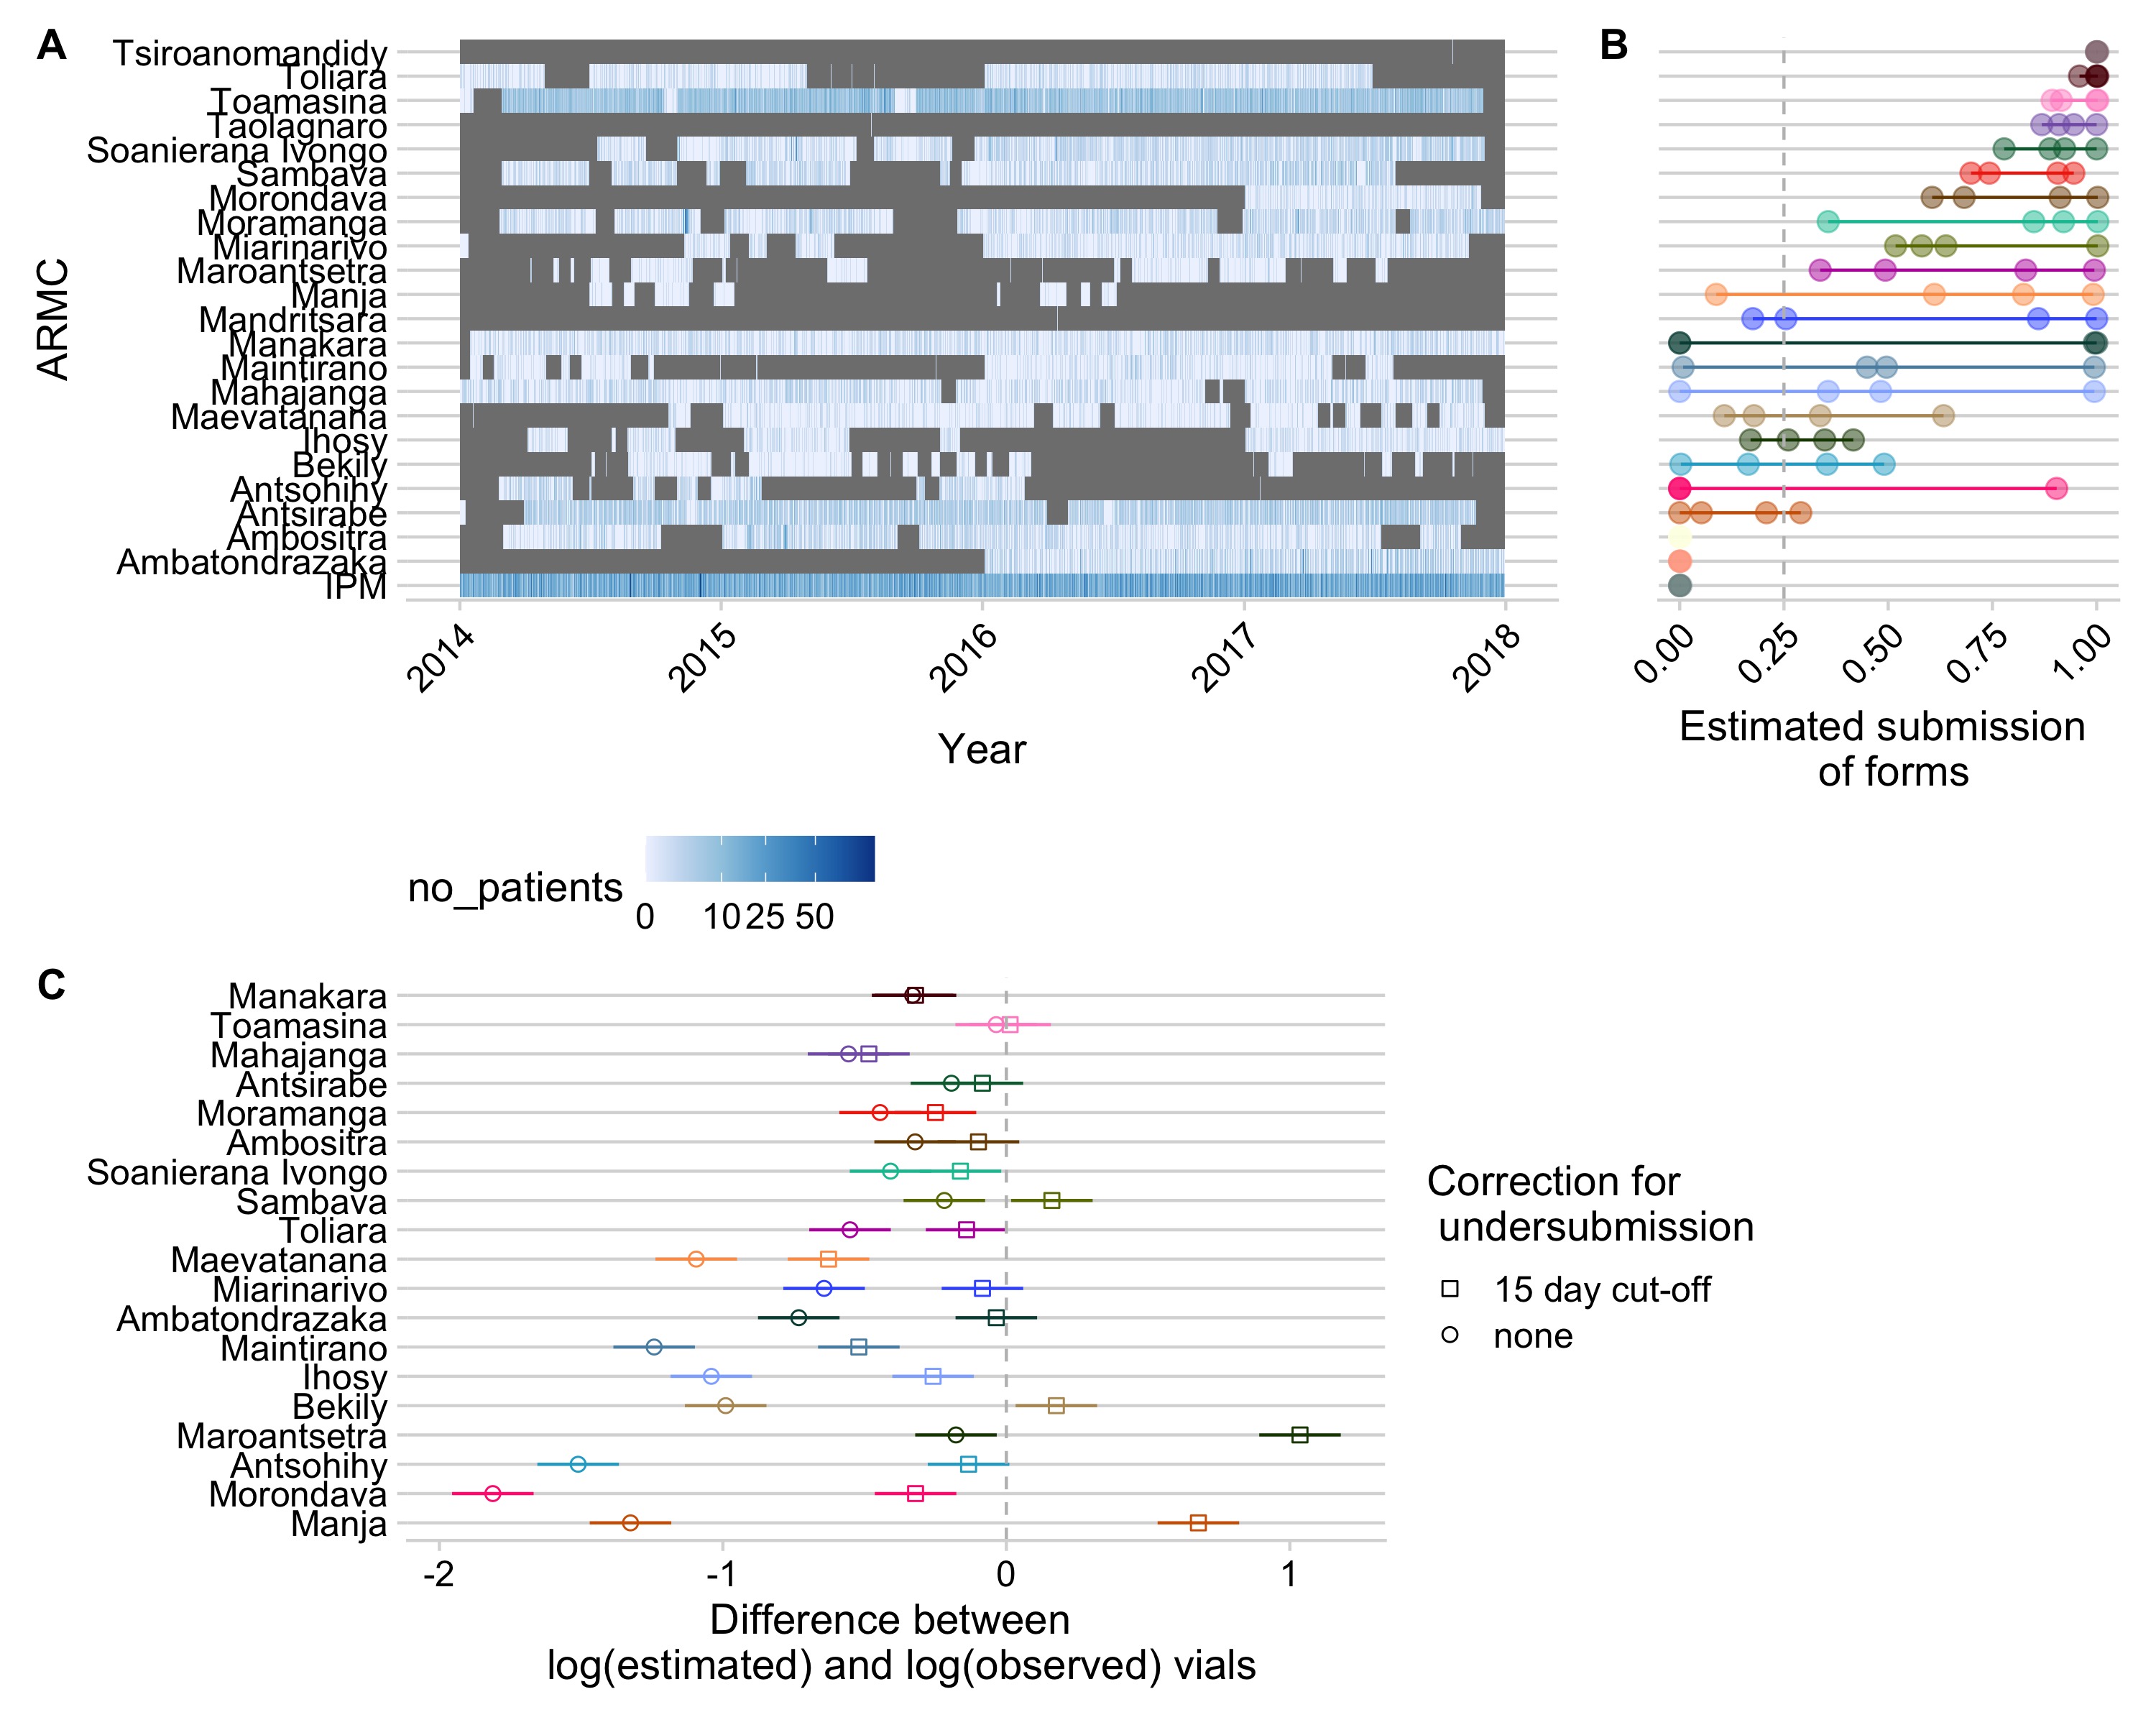 A
B
Tsiroanomandidy
Toliara
Toamasina
Taolagnaro
Soanierana Ivongo
Sambava
Morondava
Moramanga
Miarinarivo
Maroantsetra
Manja
Mandritsara
Manakara
Maintirano
Mahajanga
Maevatanana
Ihosy
Bekily
Antsohihy
Antsirabe
Ambositra
Ambatondrazaka
IPM
ARMC
2014 2015 2016 2017 2018
Year
0.00 0.25 0.50 0.75 1.00
Estimated submission
of forms
no_patients
0 10 25 50
C
Manakara
Toamasina
Mahajanga
Antsirabe
Moramanga
Ambositra
Soanierana Ivongo
Sambava
Toliara
Maevatanana
Miarinarivo
Ambatondrazaka
Maintirano
Ihosy
Bekily
Maroantsetra
Antsohihy
Morondava
Manja
-2 -1 0 1
Difference between
log(estimated) and log(observed) vials
Correction for
undersubmission
15 day cut-off
none